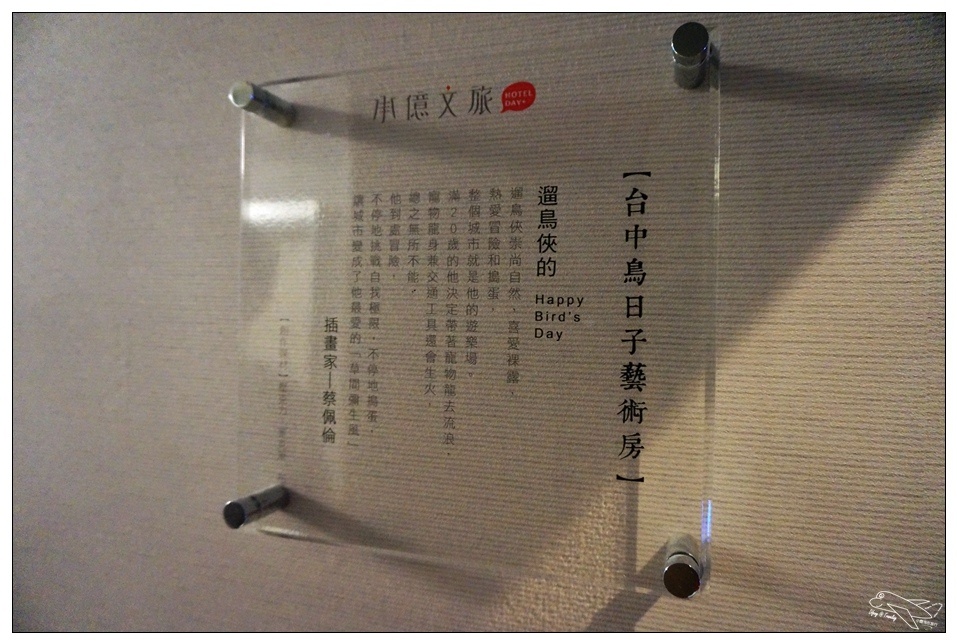 小億文旅
HOTEL
DAY+
【台中鳥日子藝術房】
遛鳥俠的
Happy
Bird's
Day
遛鳥俠崇尚自然、喜愛裸露、
熱愛冒險和搗蛋，
整個城市就是他的遊樂場。
滿20歲的他決定帶著寵物龍去流浪，
寵物龍身兼交通工具還會生火，
總之無所不能，
他到處冒險，
不停地挑戰自我極限，不停地搗蛋，
讓城市變成了他最愛的「草間彌生風」
插畫家—蔡佩倫